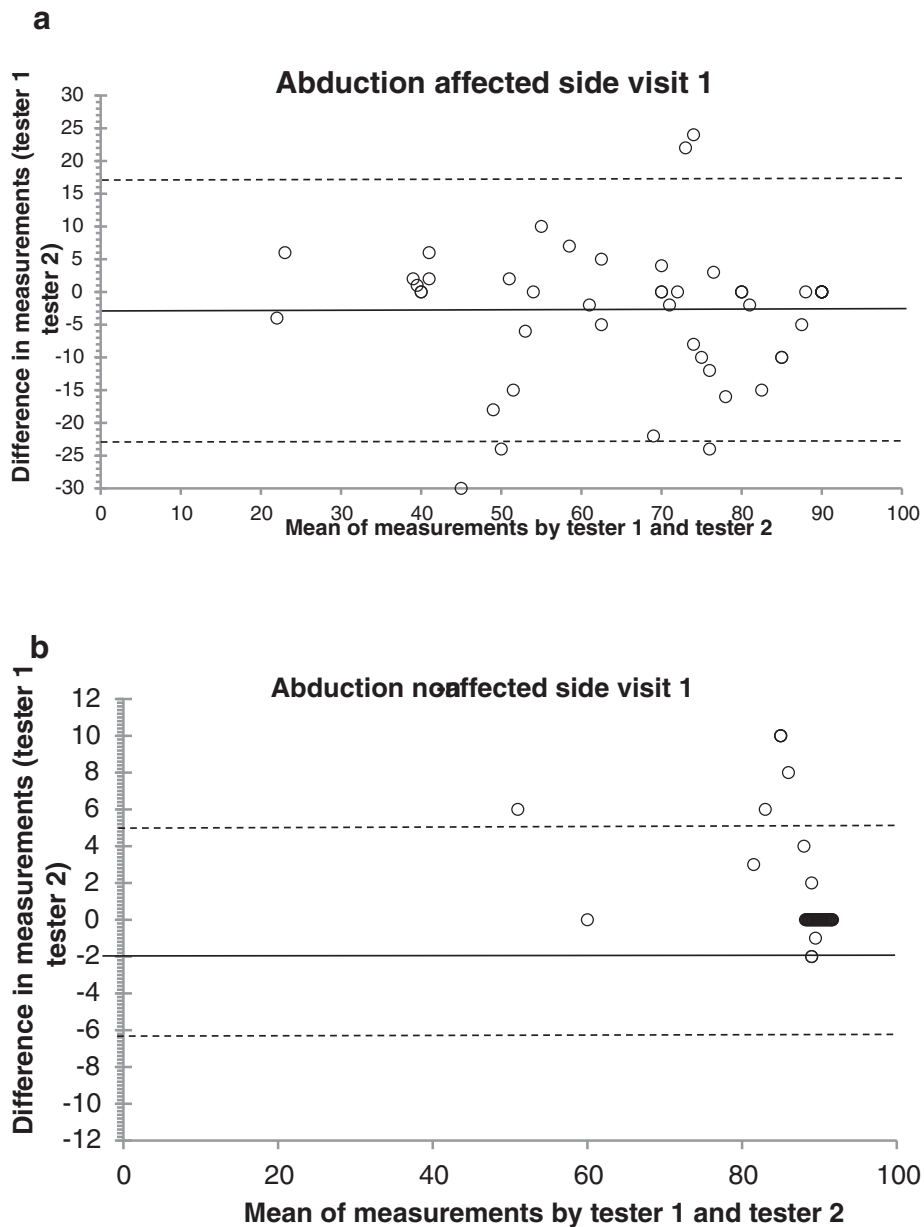 a
Abduction affected side visit 1
Difference in measurements (tester 1
tester 2)
30
25
20
15
10
5
0
-5
-10
-15
-20
-25
-30
0 10 20 30 40 50 60 70 80 90 100
Mean of measurements by tester 1 and tester 2
b
Abduction non-affected side visit 1
Difference in measurements (tester 1
tester 2)
12
10
8
6
4
2
0
-2
-4
-6
-8
-10
-12
0 20 40 60 80 100
Mean of measurements by tester 1 and tester 2